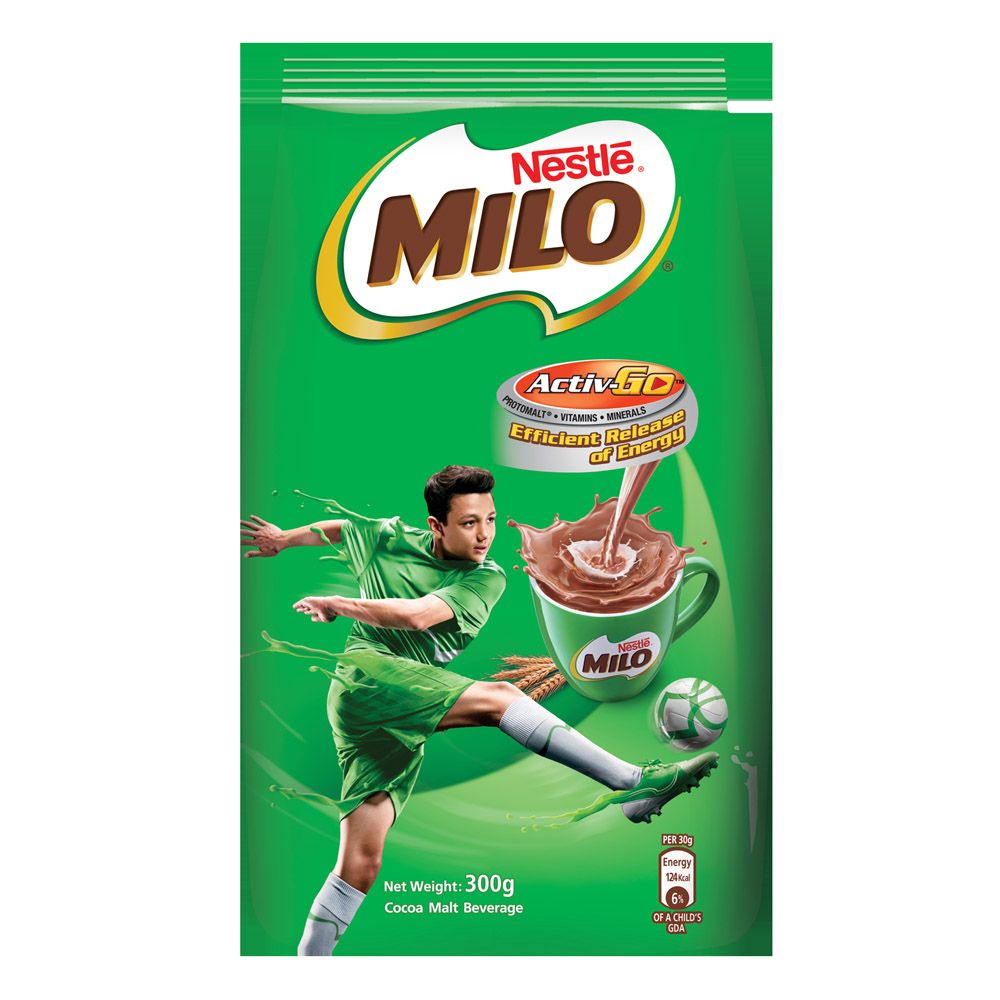 Nestlé®
MILO®
Activ-GO™
PROTOMALT® • VITAMINS • MINERALS
Efficient Release
of Energy
Nestlé
MILO
Net Weight: 300g
Cocoa Malt Beverage
PER 30g
Energy
124Kcal
6%
OF A CHILD'S
GDA